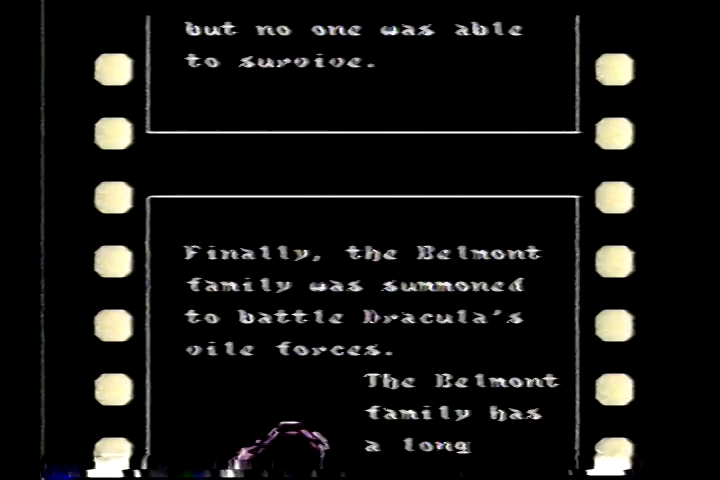 but no one was able
to survive.
Finally, the Belmont
family was summoned
to battle Dracula's
vile forces.
The Belmont
family has
a long